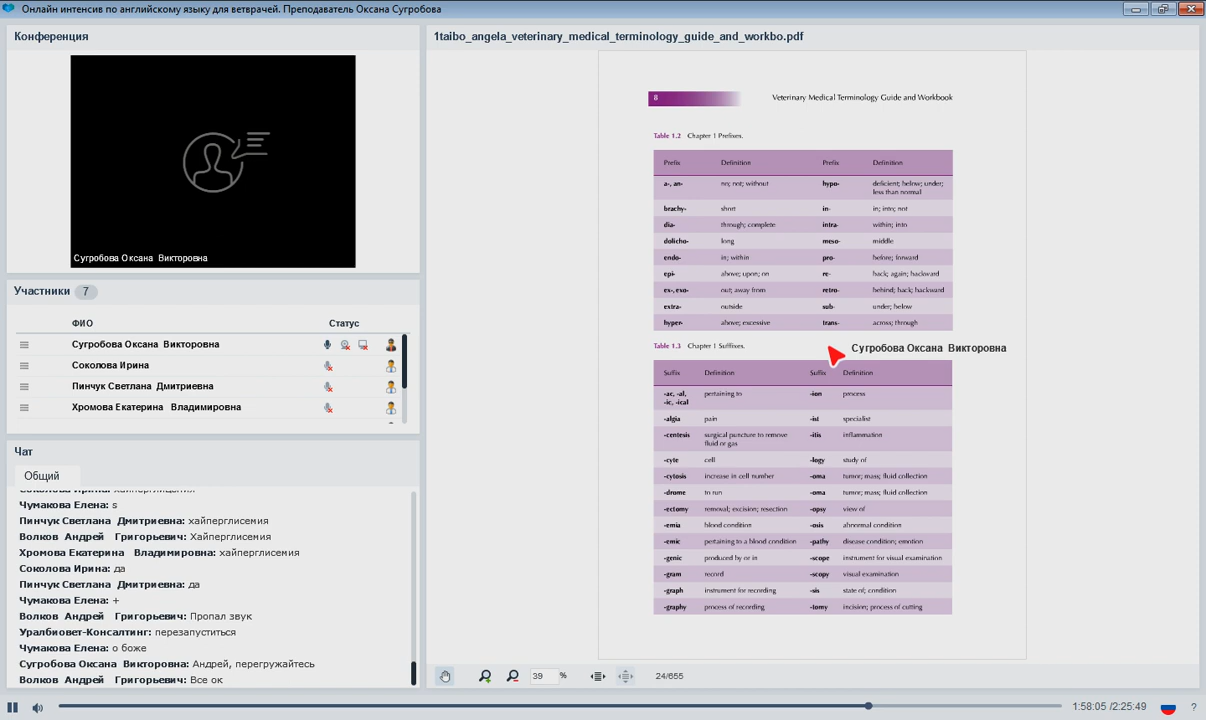 Онлайн интенсив по английскому языку для ветврачей. Преподаватель Оксана Сугробова
Конференция
Сугробова Оксана Викторовна
Участники 7
ФИО Статус
Сугробова Оксана Викторовна
Соколова Ирина
Пинчук Светлана Дмитриевна
Хромова Екатерина Владимировна
Чат
Общий
Чумакова Елена: s
Пинчук Светлана Дмитриевна: хайперглисемия
Волков Андрей Григорьевич: Хайперглисемия
Хромова Екатерина Владимировна: хайперглисемия
Соколова Ирина: да
Пинчук Светлана Дмитриевна: да
Чумакова Елена: +
Волков Андрей Григорьевич: Пропал звук
Уралбиовет-Консалтинг: перезапуститься
Чумакова Елена: о боже
Сугробова Оксана Викторовна: Андрей, перегружайтесь
Волков Андрей Григорьевич: Все ок
1taibo_angela_veterinary_medical_terminology_guide_and_workbo.pdf
8 Veterinary Medical Terminology Guide and Workbook
Table 1.2 Chapter 1 Prefixes.
Prefix Definition Prefix Definition
a-, an- no; not; without hypo- deficient; below; under;
less than normal
brachy- short in- in; into; not
dia- through; complete intra- within; into
dolicho- long meso- middle
endo- in; within pro- before; forward
epi- above; upon; on re- back; again; backward
ex-, exo- out; away from retro- behind; back; backward
extra- outside sub- under; below
hyper- above; excessive trans- across; through
Table 1.3 Chapter 1 Suffixes.
Сугробова Оксана Викторовна
Suffix Definition Suffix Definition
-ac, -al, pertaining to -ion process
-ic, -ical
-algia pain -ist specialist
-centesis surgical puncture to remove -itis inflammation
fluid or gas
-cyte cell -logy study of
-cytosis increase in cell number -oma tumor; mass; fluid collection
-drome to run -oma tumor; mass; fluid collection
-ectomy removal; excision; resection -opsy view of
-emia blood condition -osis abnormal condition
-emic pertaining to a blood condition -pathy disease condition; emotion
-genic produced by or in -scope instrument for visual examination
-gram record -scopy visual examination
-graph instrument for recording -sis state of; condition
-graphy process of recording -tomy incision; process of cutting
39 % 24/655
1:58:05 /2:25:49 ?